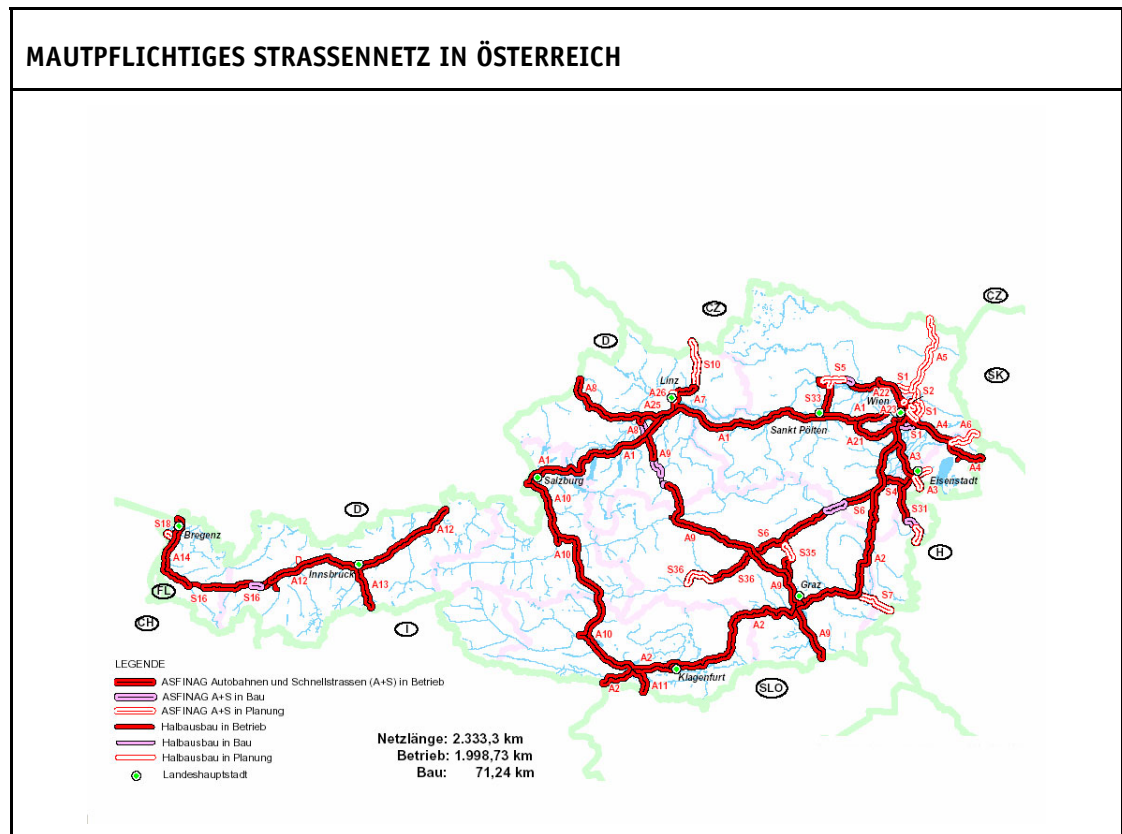 MAUTPFLICHTIGES STRASSENNETZ IN ÖSTERREICH
CZ
CZ
D
SK
S10
A5
Linz
A8
A26
A7
A25
S5
S1
S2
A22
Wien
S33
A1
A23
S1
A4
A6
Sankt Pölten
A21
S1
A8
A1
A9
A1
A3
A4
Eisenstadt
A3
A1
Salzburg
A10
S4
S31
S6
H
D
A12
S18
Bregenz
A14
D
Innsbruck
A12
A13
FL
S16
S16
CH
I
A10
A9
S6
S35
A2
S36
S36
A9
Graz
S7
A10
A2
A9
A2
A2
A11
Klagenfurt
SLO
LEGENDE
ASFINAG Autobahnen und Schnellstrassen (A+S) in Betrieb
ASFINAG A+S in Bau
ASFINAG A+S in Planung
Halbausbau in Betrieb
Halbausbau in Bau
Halbausbau in Planung
Landeshauptstadt
Netzlänge: 2.333,3 km
Betrieb: 1.998,73 km
Bau: 71,24 km